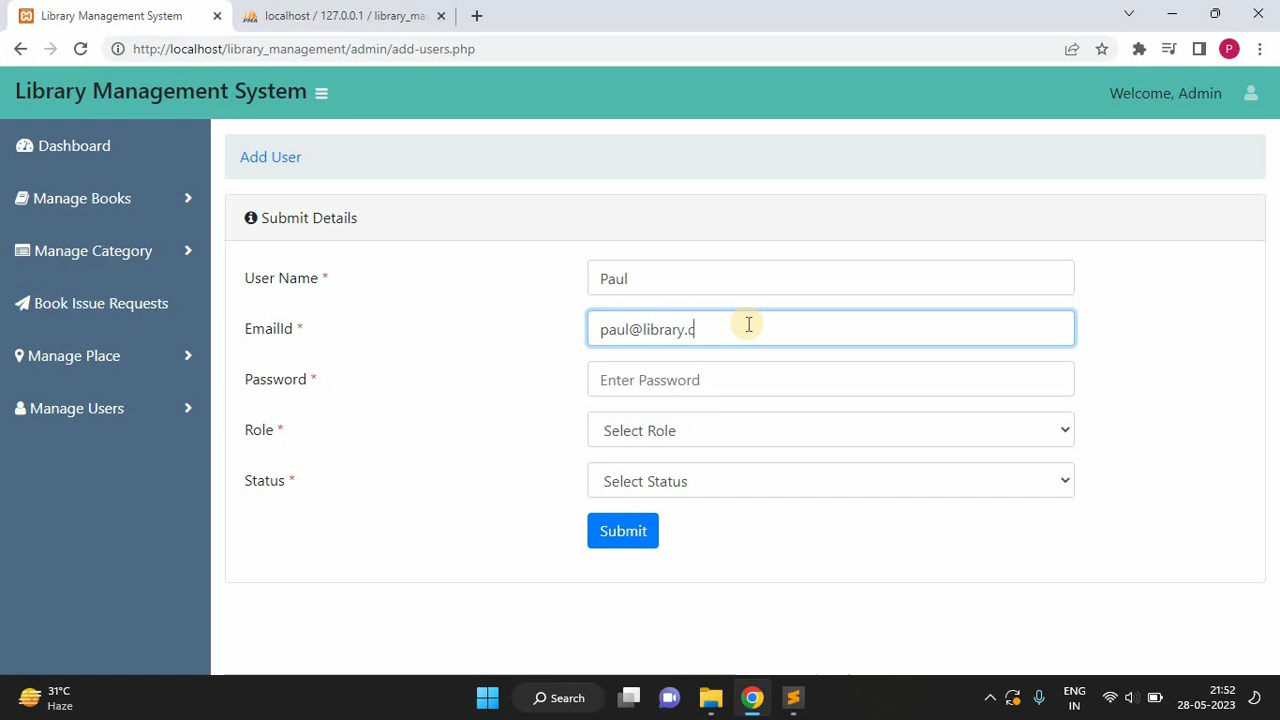 Library Management System
localhost / 127.0.0.1 / library_ma
http://localhost/library_management/admin/add-users.php
P
Library Management System
Welcome, Admin
Dashboard
Manage Books
Manage Category
Book Issue Requests
Manage Place
Manage Users
Add User
Submit Details
User Name *
Paul
EmailId *
paul@library.c
Password *
Enter Password
Role *
Select Role
Status *
Select Status
Submit
31°C
Haze
Search
ENG
IN
21:52
28-05-2023